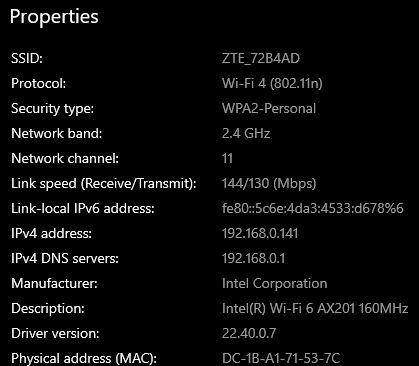 Properties
SSID: ZTE_72B4AD
Protocol: Wi-Fi 4 (802.11n)
Security type: WPA2-Personal
Network band: 2.4 GHz
Network channel: 11
Link speed (Receive/Transmit): 144/130 (Mbps)
Link-local IPv6 address: fe80::5c6e:4da3:4533:d678%6
IPv4 address: 192.168.0.141
IPv4 DNS servers: 192.168.0.1
Manufacturer: Intel Corporation
Description: Intel(R) Wi-Fi 6 AX201 160MHz
Driver version: 22.40.0.7
Physical address (MAC): DC-1B-A1-71-53-7C